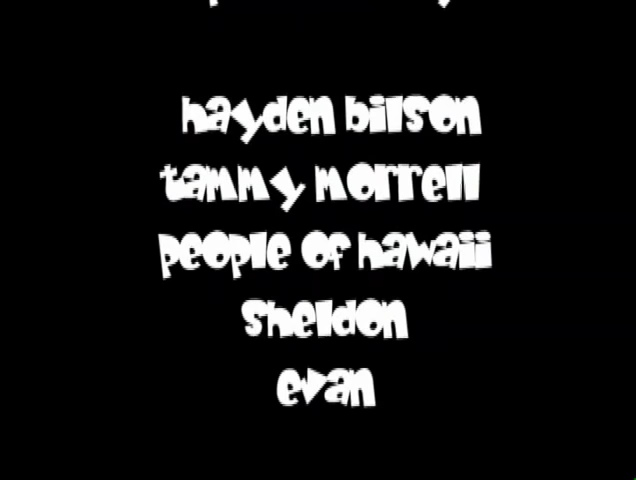 hayden bilson
tammy morrell
people of hawaii
sheldon
evan